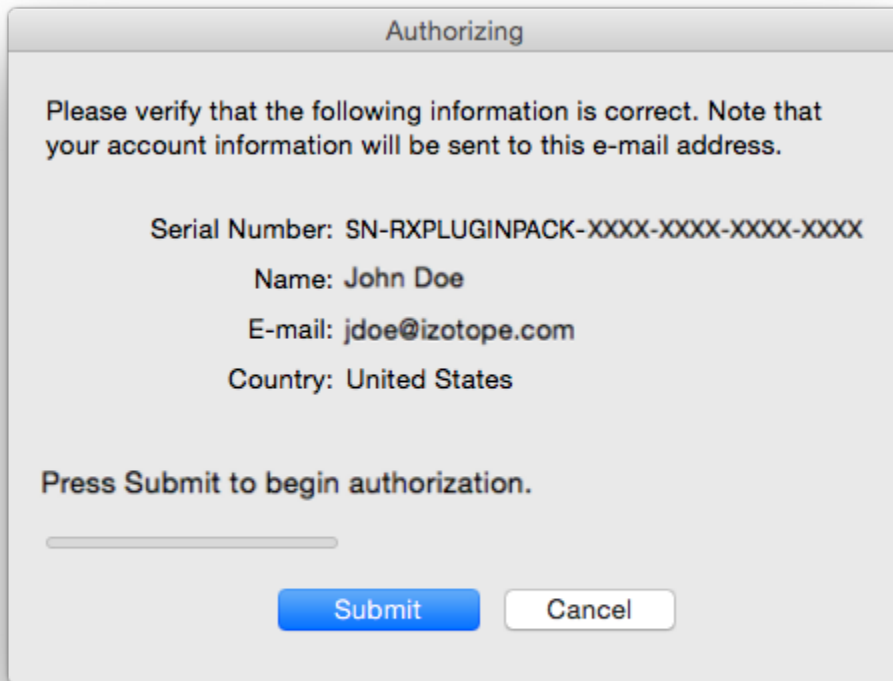 Authorizing
Please verify that the following information is correct. Note that
your account information will be sent to this e-mail address.
Serial Number: SN-RXPLUGINPACK-XXXX-XXXX-XXXX-XXXX
Name: John Doe
E-mail: jdoe@izotope.com
Country: United States
Press Submit to begin authorization.
Submit Cancel